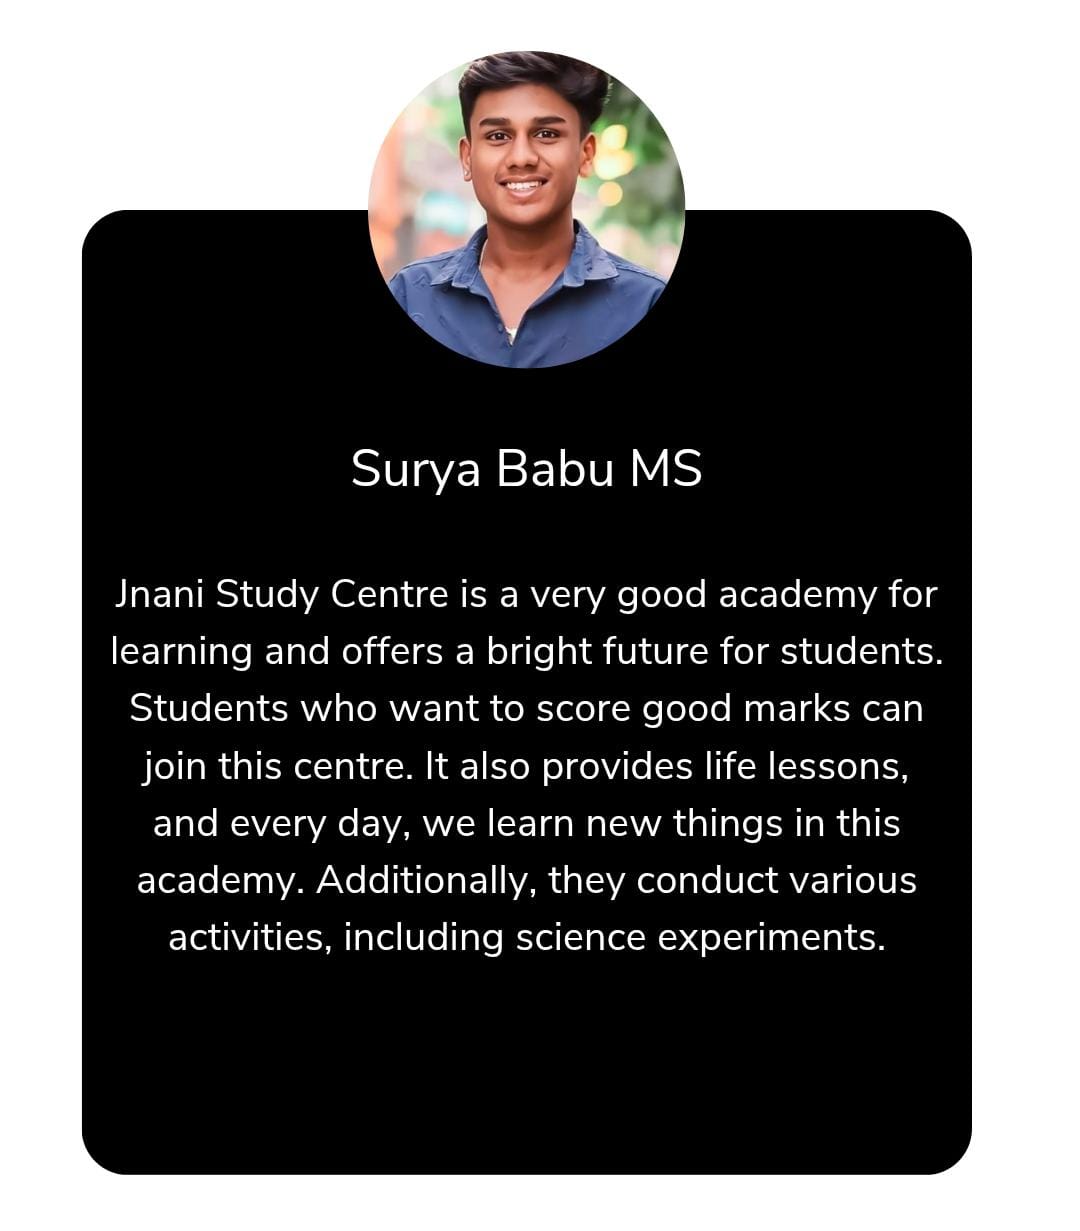 Surya Babu MS
Jnani Study Centre is a very good academy for
learning and offers a bright future for students.
Students who want to score good marks can
join this centre. It also provides life lessons,
and every day, we learn new things in this
academy. Additionally, they conduct various
activities, including science experiments.